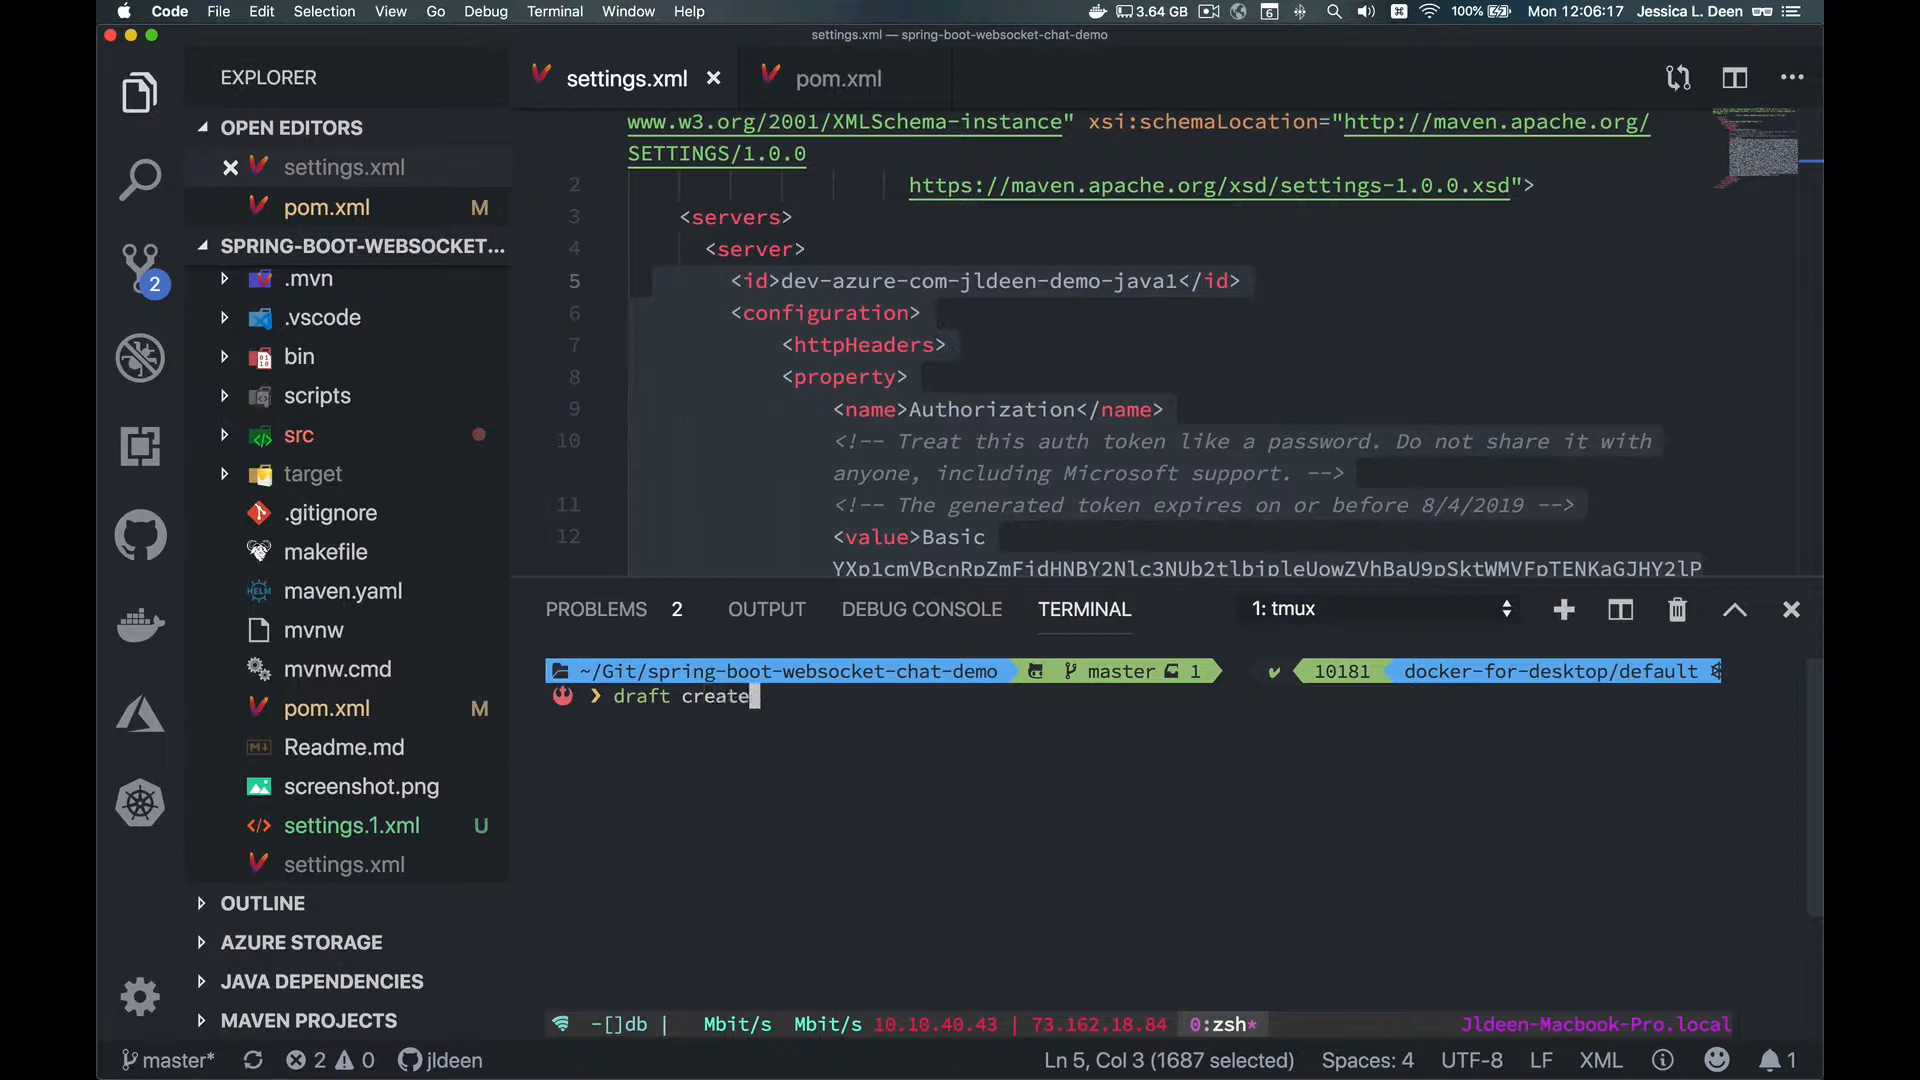 Code File Edit Selection View Go Debug Terminal Window Help 3.64 GB 6 100% Mon 12:06:17 Jessica L. Deen
settings.xml — spring-boot-websocket-chat-demo
EXPLORER
OPEN EDITORS
settings.xml
pom.xml M
SPRING-BOOT-WEBSOCKET...
.mvn
.vscode
bin
scripts
src
target
.gitignore
makefile
maven.yaml
mvnw
mvnw.cmd
pom.xml M
Readme.md
screenshot.png
settings.1.xml U
settings.xml
OUTLINE
AZURE STORAGE
JAVA DEPENDENCIES
MAVEN PROJECTS
2
settings.xml pom.xml
www.w3.org/2001/XMLSchema-instance" xsi:schemaLocation="http://maven.apache.org/
SETTINGS/1.0.0
2 https://maven.apache.org/xsd/settings-1.0.0.xsd">
3 <servers>
4 <server>
5 <id>dev-azure-com-jldeen-demo-java1</id>
6 <configuration>
7 <httpHeaders>
8 <property>
9 <name>Authorization</name>
10 <!-- Treat this auth token like a password. Do not share it with
anyone, including Microsoft support. -->
11 <!-- The generated token expires on or before 8/4/2019 -->
12 <value>Basic
PROBLEMS 2 OUTPUT DEBUG CONSOLE TERMINAL 1: tmux
~/Git/spring-boot-websocket-chat-demo master 1 ✔ 10181 docker-for-desktop/default
❯ draft create
-[]db | Mbit/s Mbit/s 10.10.40.43 | 73.162.18.84 0:zsh* Jldeen-Macbook-Pro.local
master* 2 0 jldeen Ln 5, Col 3 (1687 selected) Spaces: 4 UTF-8 LF XML 1